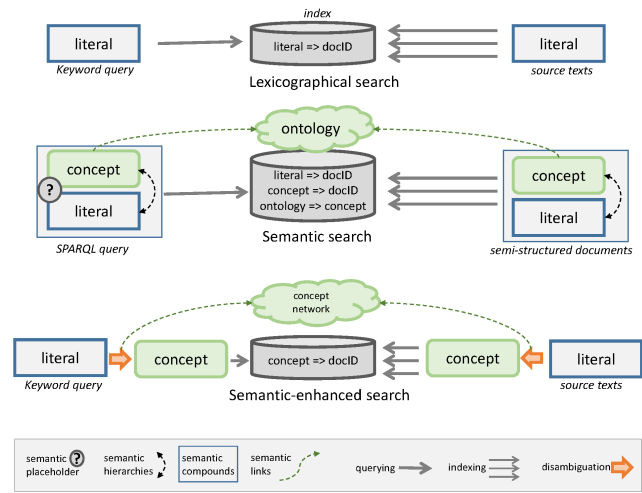 index
literal
literal => docID
literal
Keyword query
source texts
Lexicographical search
ontology
concept
literal => docID
concept => docID
ontology => concept
concept
?
literal
literal
SPARQL query
Semantic search
semi-structured documents
concept
network
literal
concept
concept => docID
concept
literal
Keyword query
source texts
Semantic-enhanced search
semantic
placeholder
?
semantic
hierarchies
semantic
compounds
semantic
links
querying
indexing
disambiguation